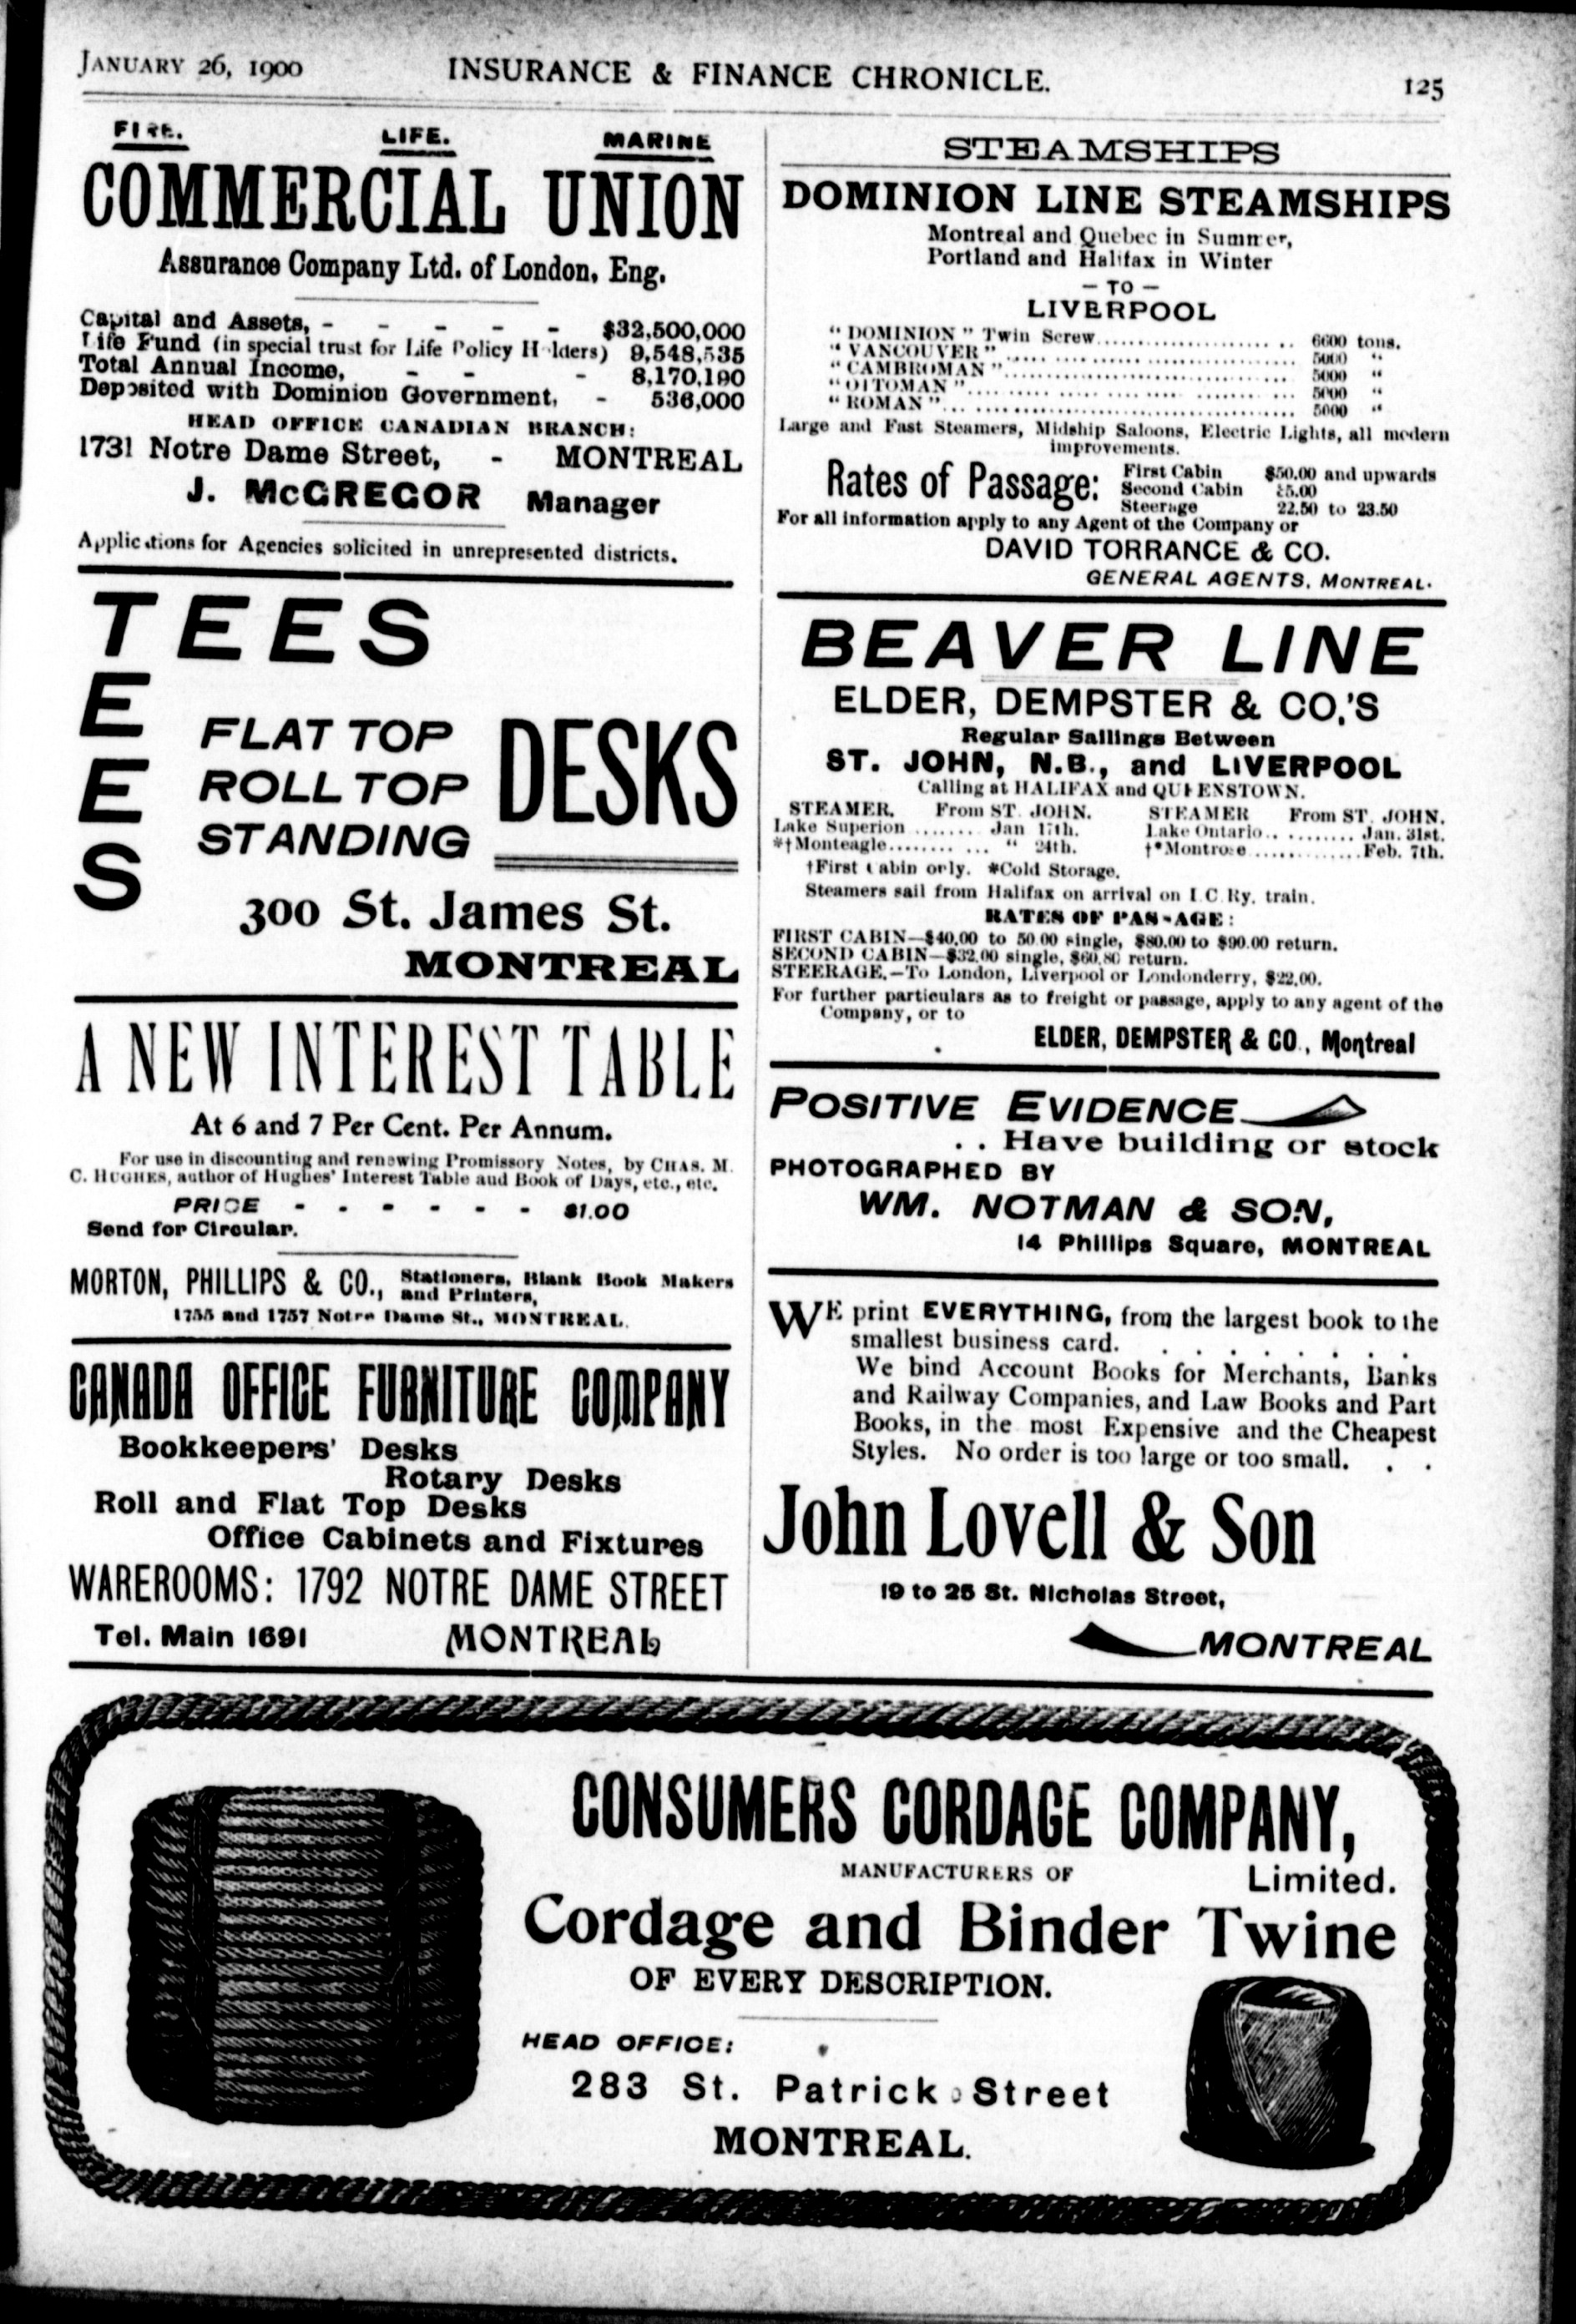 JANUARY 26, 1900 INSURANCE & FINANCE CHRONICLE. 125
FIRE. LIFE. MARINE
COMMERCIAL UNION
Assurance Company Ltd. of London, Eng.
Capital and Assets, - - - - - $32,500,000
Life Fund (in special trust for Life Policy Holders) 9,548,535
Total Annual Income, - - - 8,170,190
Deposited with Dominion Government, - 536,000
HEAD OFFICE CANADIAN BRANCH:
1731 Notre Dame Street, - MONTREAL
J. McGREGOR Manager
Applications for Agencies solicited in unrepresented districts.
TEES
E
E
S
FLAT TOP
ROLL TOP
STANDING
DESKS
300 St. James St.
MONTREAL
A NEW INTEREST TABLE
At 6 and 7 Per Cent. Per Annum.
For use in discounting and renewing Promissory Notes, by CHAS. M.
C. HUGHES, author of Hughes' Interest Table and Book of Days, etc., etc.
PRICE - - - - - - $1.00
Send for Circular.
MORTON, PHILLIPS & CO., Stationers, Blank Book Makers
and Printers,
1755 and 1757 Notre Dame St., MONTREAL.
CANADA OFFICE FURNITURE COMPANY
Bookkeepers' Desks
Rotary Desks
Roll and Flat Top Desks
Office Cabinets and Fixtures
WAREROOMS: 1792 NOTRE DAME STREET
Tel. Main 1691 MONTREAL
STEAMSHIPS
DOMINION LINE STEAMSHIPS
Montreal and Quebec in Summer,
Portland and Halifax in Winter
— TO —
LIVERPOOL
"DOMINION" Twin Screw.................. 6600 tons.
"VANCOUVER".................. 5000 "
"CAMBROMAN".................. 5000 "
"OTTOMAN".................. 5000 "
"ROMAN".................. 5000 "
Large and Fast Steamers, Midship Saloons, Electric Lights, all modern
improvements.
Rates of Passage: First Cabin $50.00 and upwards
Second Cabin 35.00
Steerage 22.50 to 23.50
For all information apply to any Agent of the Company or
DAVID TORRANCE & CO.
GENERAL AGENTS, MONTREAL.
BEAVER LINE
ELDER, DEMPSTER & CO.'S
Regular Sailings Between
ST. JOHN, N.B., and LIVERPOOL
Calling at HALIFAX and QUEENSTOWN.
STEAMER. From ST. JOHN. STEAMER From ST. JOHN.
Lake Superior ........ Jan 17th. Lake Ontario.......... Jan. 31st.
*†Monteagle........... " 24th. †*Montrose ............ Feb. 7th.
†First Cabin only. *Cold Storage.
Steamers sail from Halifax on arrival on I.C. Ry. train.
RATES OF PASSAGE:
FIRST CABIN—$40.00 to 50.00 single, $80.00 to $90.00 return.
SECOND CABIN—$32.00 single, $60.80 return.
STEERAGE.—To London, Liverpool or Londonderry, $22.00.
For further particulars as to freight or passage, apply to any agent of the
Company, or to
ELDER, DEMPSTER & CO., Montreal
POSITIVE EVIDENCE
. . Have building or stock
PHOTOGRAPHED BY
WM. NOTMAN & SON,
14 Phillips Square, MONTREAL
WE print EVERYTHING, from the largest book to the
smallest business card. . . . . . . . .
We bind Account Books for Merchants, Banks
and Railway Companies, and Law Books and Part
Books, in the most Expensive and the Cheapest
Styles. No order is too large or too small. . .
John Lovell & Son
19 to 25 St. Nicholas Street,
MONTREAL
CONSUMERS CORDAGE COMPANY,
MANUFACTURERS OF Limited.
Cordage and Binder Twine
OF EVERY DESCRIPTION.
HEAD OFFICE:
283 St. Patrick Street
MONTREAL.